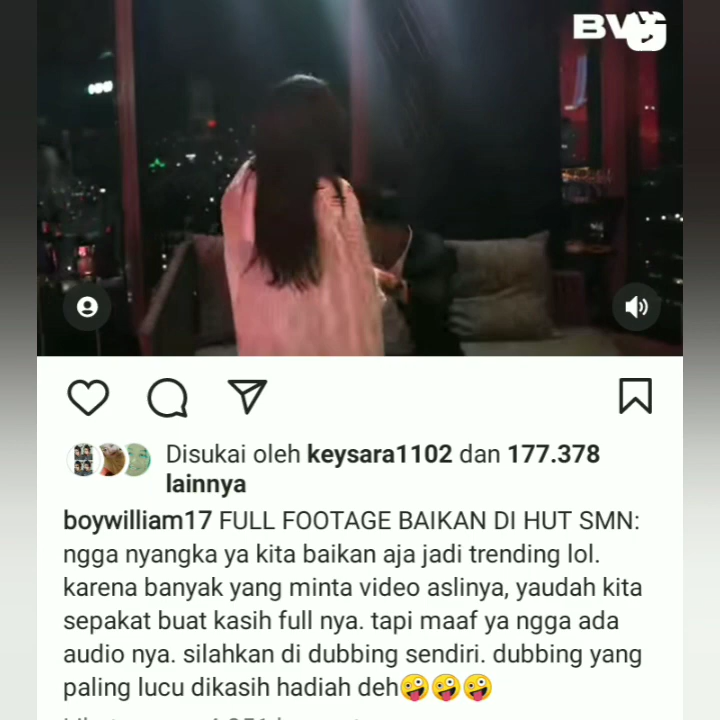 Disukai oleh keysara1102 dan 177.378
lainnya
boywilliam17 FULL FOOTAGE BAIKAN DI HUT SMN:
ngga nyangka ya kita baikan aja jadi trending lol.
karena banyak yang minta video aslinya, yaudah kita
sepakat buat kasih full nya. tapi maaf ya ngga ada
audio nya. silahkan di dubbing sendiri. dubbing yang
paling lucu dikasih hadiah deh🤪🤪🤪